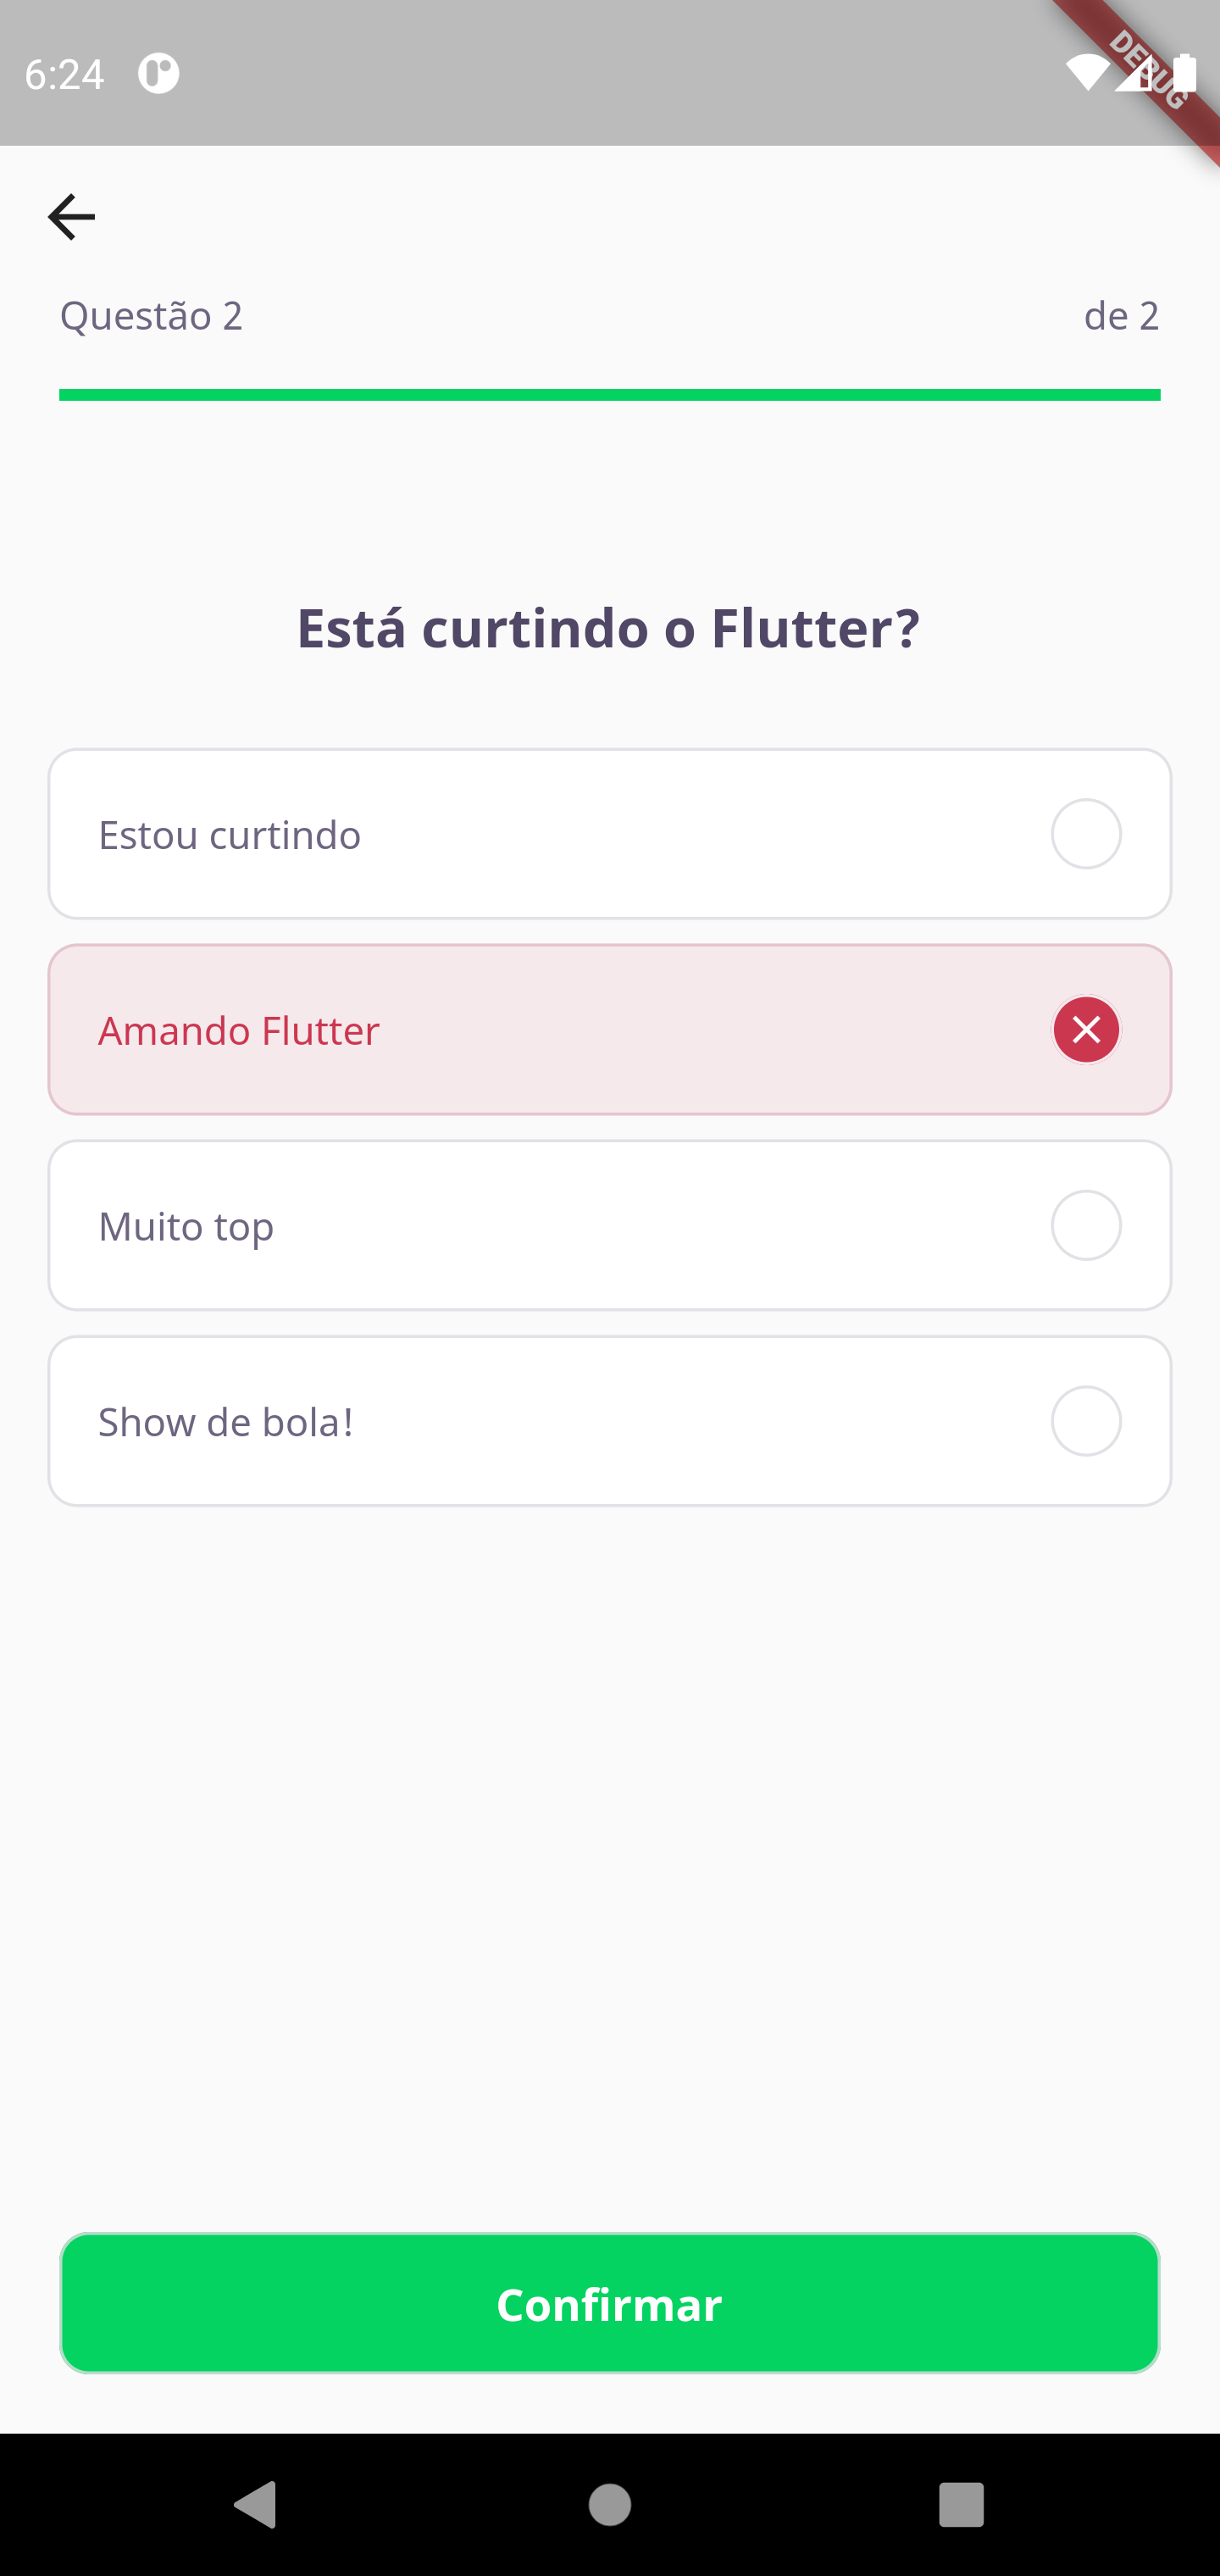 6:24
DEBUG
Questão 2
de 2
Está curtindo o Flutter?
Estou curtindo
Amando Flutter
Muito top
Show de bola!
Confirmar